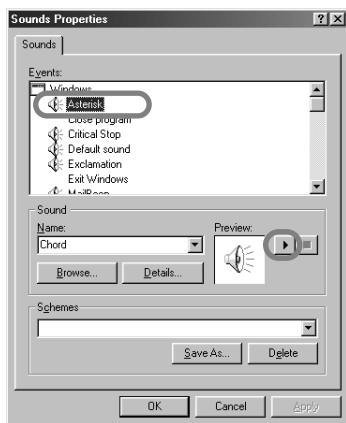 Sounds Properties
Sounds
Events:
Windows
Asterisk
Close program
Critical Stop
Default sound
Exclamation
Exit Windows
MailBeep
Sound
Name:
Preview:
Chord
Browse...
Details...
Schemes
Save As...
Delete
OK
Cancel
Apply